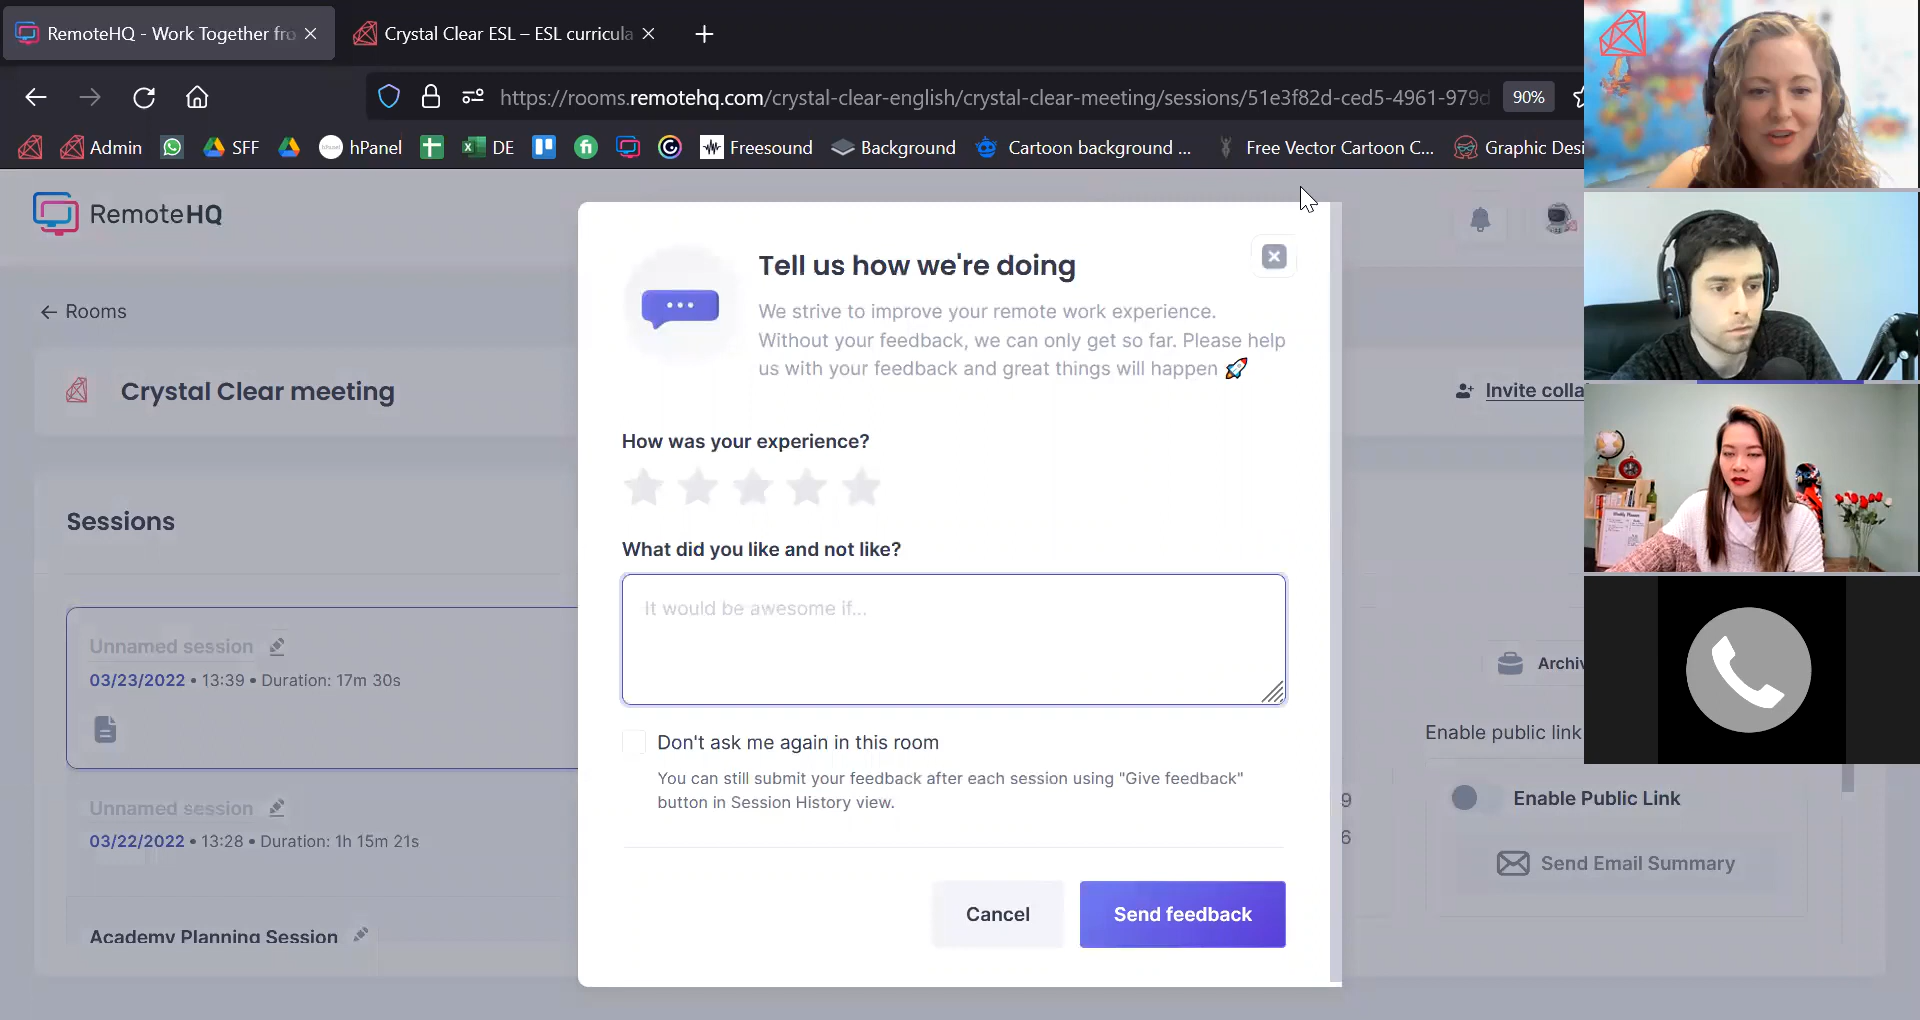 RemoteHQ - Work Together fro
Crystal Clear ESL – ESL curricula
https://rooms.remotehq.com/crystal-clear-english/crystal-clear-meeting/sessions/51e3f82d-ced5-4961-979d
90%
Admin
SFF
hPanel
DE
Freesound
Background
Cartoon background ...
Free Vector Cartoon C...
Graphic Desi
RemoteHQ
Rooms
Crystal Clear meeting
Invite colla
Sessions
Unnamed session
03/23/2022 • 13:39 • Duration: 17m 30s
Unnamed session
03/22/2022 • 13:28 • Duration: 1h 15m 21s
Academy Planning Session
Tell us how we're doing
We strive to improve your remote work experience.
Without your feedback, we can only get so far. Please help
us with your feedback and great things will happen 🚀
How was your experience?
What did you like and not like?
It would be awesome if...
Don't ask me again in this room
You can still submit your feedback after each session using "Give feedback"
button in Session History view.
Cancel
Send feedback
Archiv
Enable public link
9
6
Enable Public Link
Send Email Summary